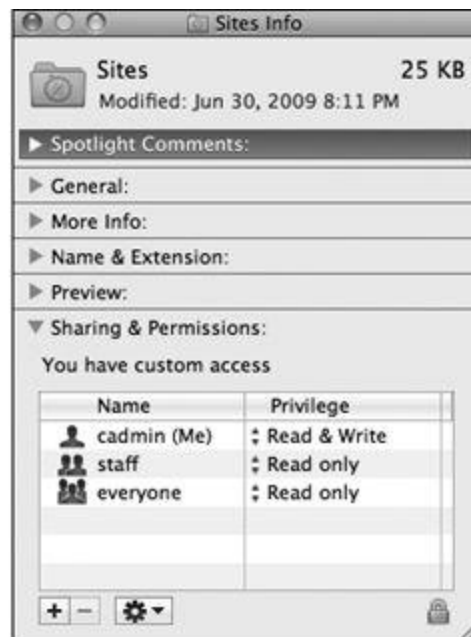 Sites Info
Sites 25 KB
Modified: Jun 30, 2009 8:11 PM
Spotlight Comments:
General:
More Info:
Name & Extension:
Preview:
Sharing & Permissions:
You have custom access
Name Privilege
cadmin (Me) Read & Write
staff Read only
everyone Read only